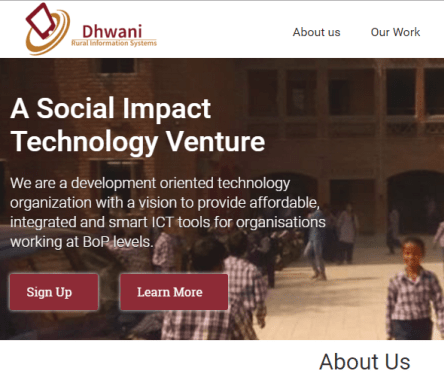 Dhwani
Rural Information Systems
About us
Our Work
A Social Impact
Technology Venture
We are a development oriented technology
organization with a vision to provide affordable,
integrated and smart ICT tools for organisations
working at BoP levels.
Sign Up
Learn More
About Us